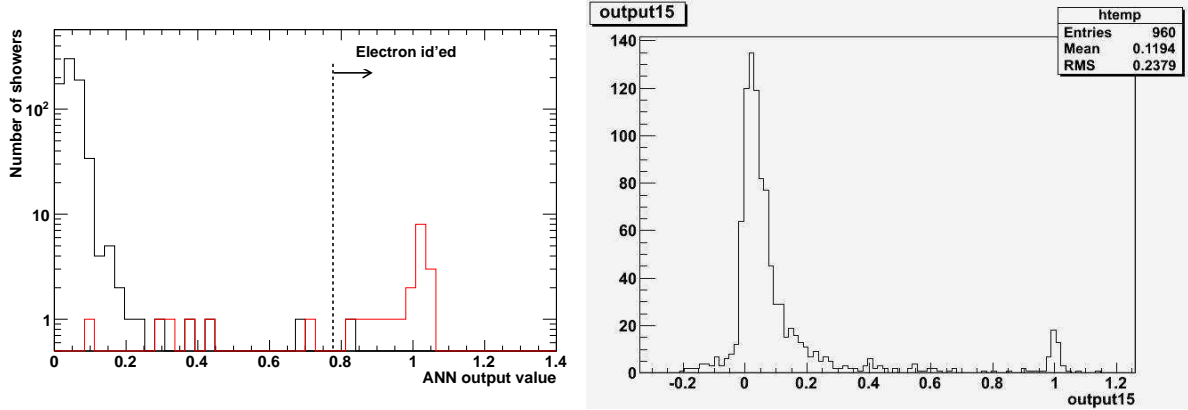 Number of showers
Electron id'ed
10²
10
1
0 0.2 0.4 0.6 0.8 1 1.2 1.4
ANN output value
output15
htemp
Entries 960
Mean 0.1194
RMS 0.2379
140
120
100
80
60
40
20
0
-0.2 0 0.2 0.4 0.6 0.8 1 1.2
output15